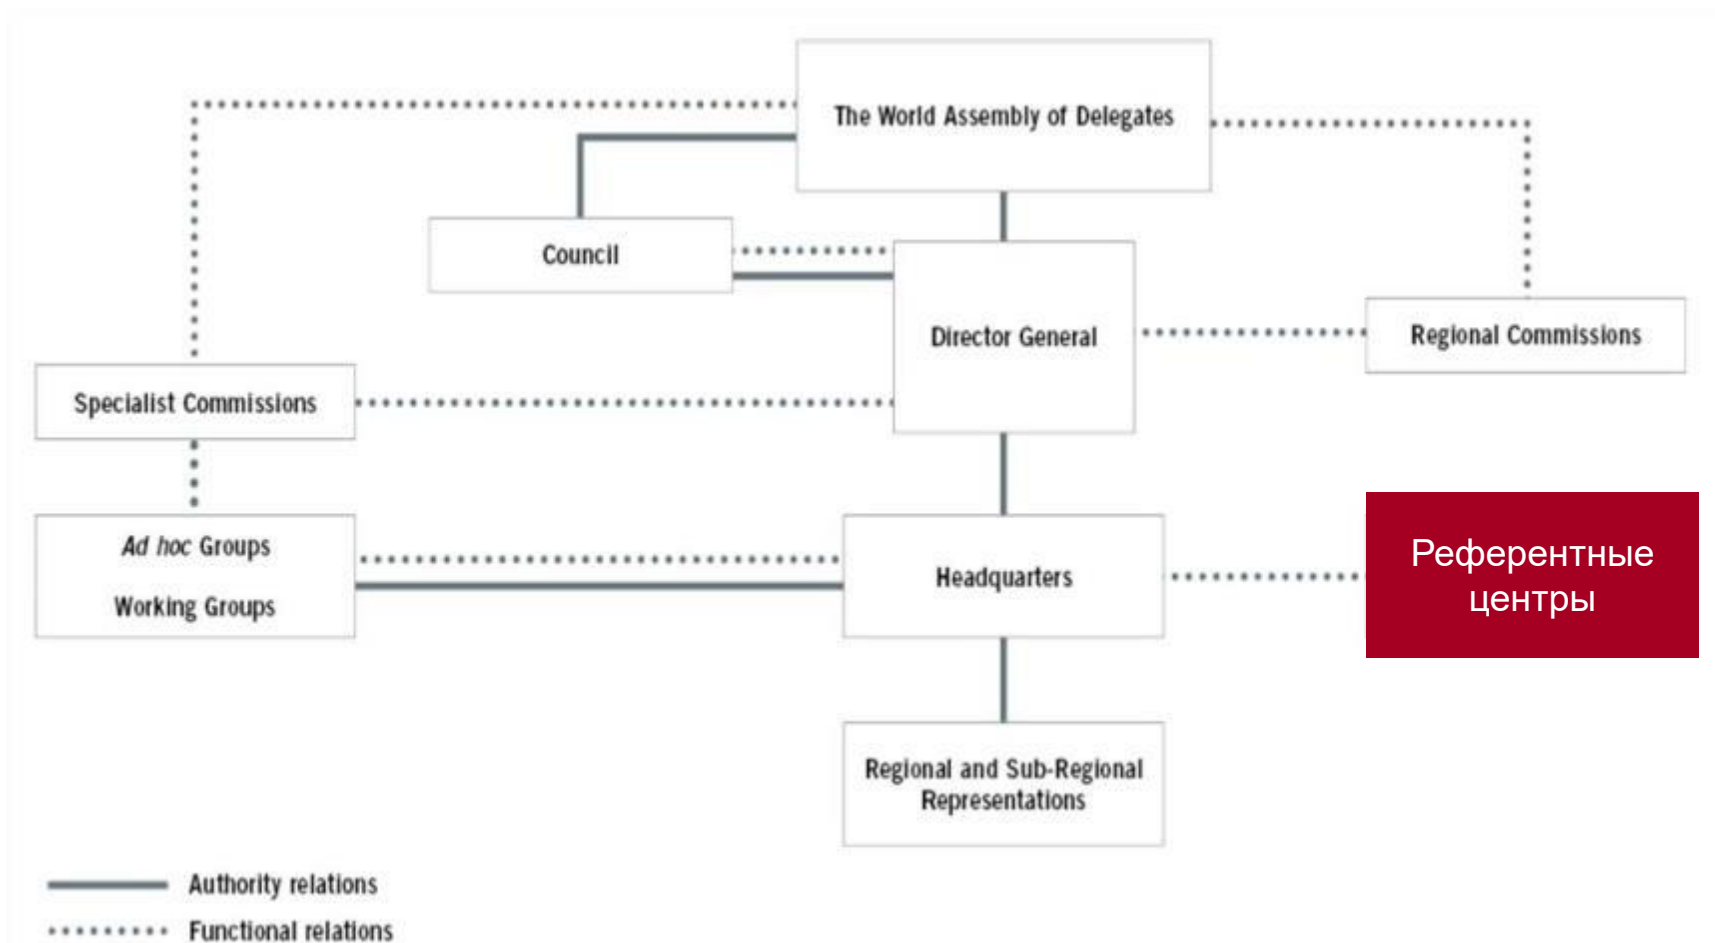 The World Assembly of Delegates
Council
Director General
Regional Commissions
Specialist Commissions
Ad hoc Groups
Working Groups
Headquarters
Референтные
центры
Regional and Sub-Regional
Representations
Authority relations
Functional relations